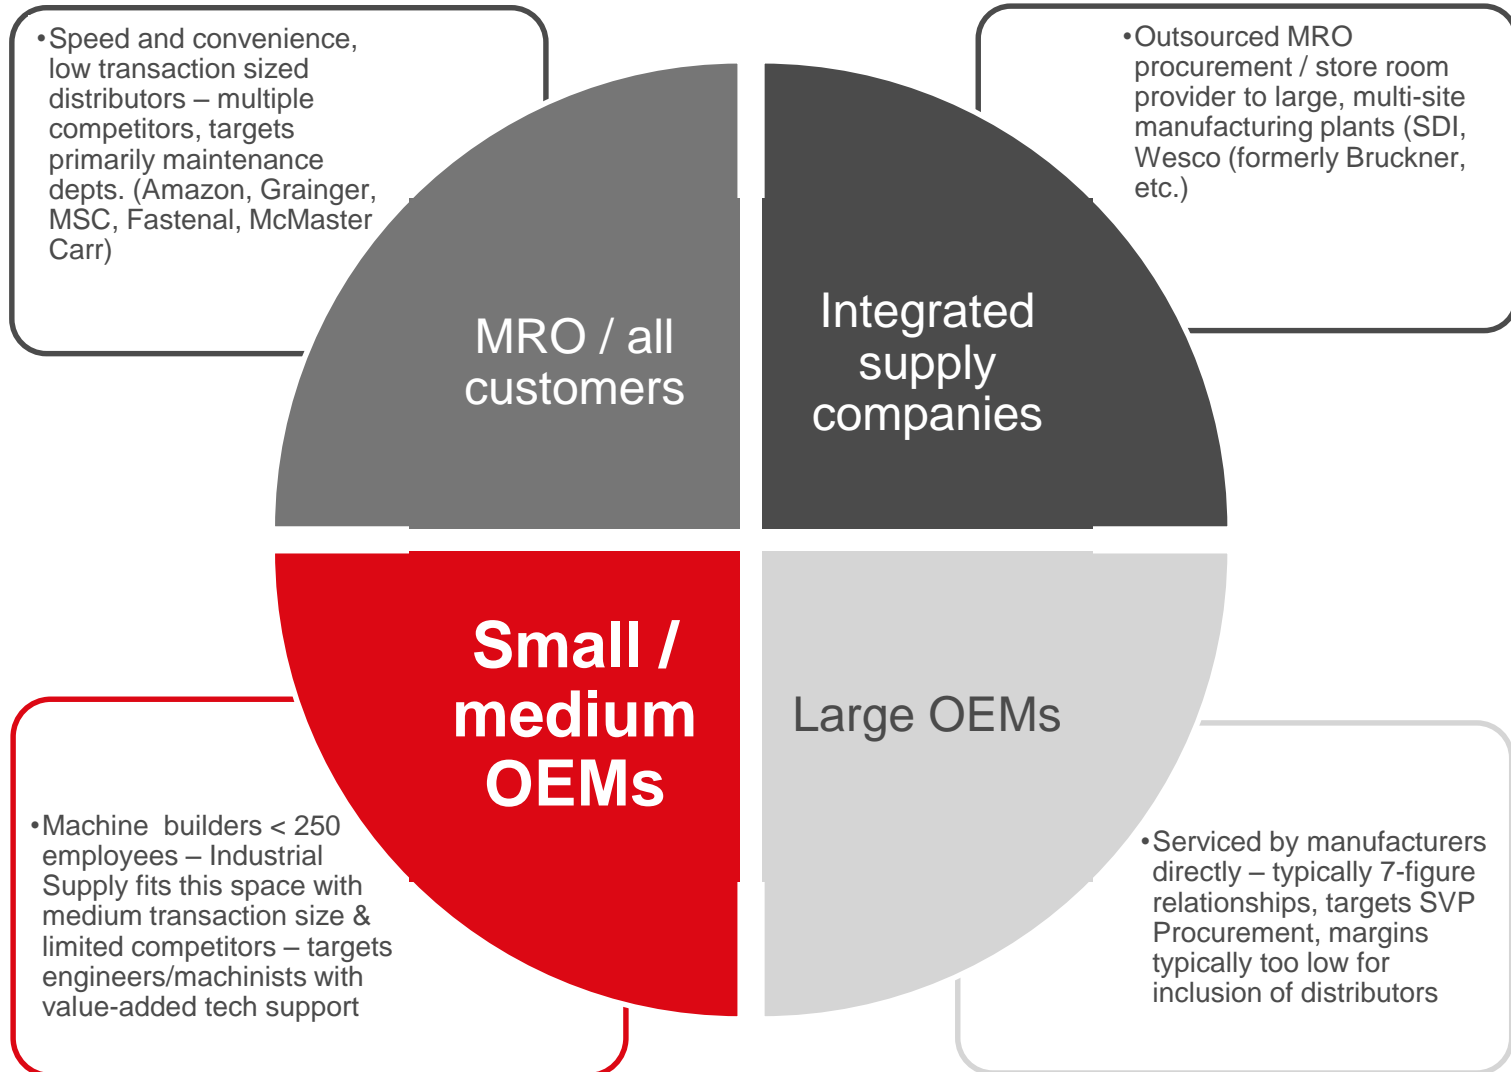 •Speed and convenience,
low transaction sized
distributors – multiple
competitors, targets
primarily maintenance
depts. (Amazon, Grainger,
MSC, Fastenal, McMaster
Carr)
•Outsourced MRO
procurement / store room
provider to large, multi-site
manufacturing plants (SDI,
Wesco (formerly Bruckner,
etc.)
MRO / all
customers
Integrated
supply
companies
Small /
medium
OEMs
Large OEMs
•Machine  builders < 250
employees – Industrial
Supply fits this space with
medium transaction size &
limited competitors – targets
engineers/machinists with
value-added tech support
•Serviced by manufacturers
directly – typically 7-figure
relationships, targets SVP
Procurement, margins
typically too low for
inclusion of distributors